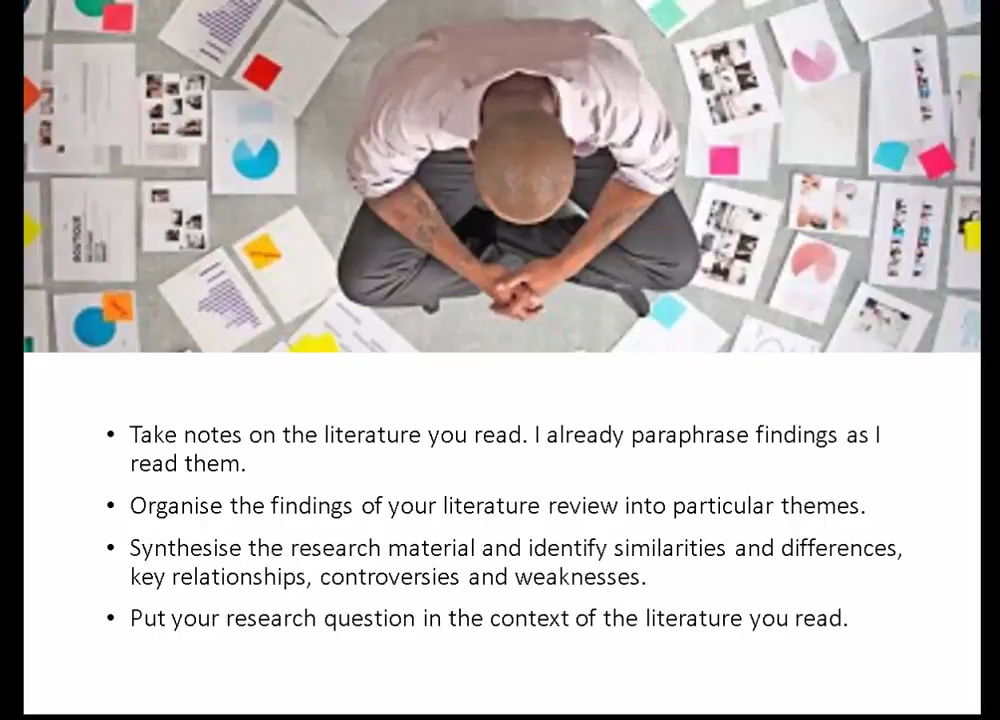 BOUTIQUE
• Take notes on the literature you read. I already paraphrase findings as I
read them.
• Organise the findings of your literature review into particular themes.
• Synthesise the research material and identify similarities and differences,
key relationships, controversies and weaknesses.
• Put your research question in the context of the literature you read.